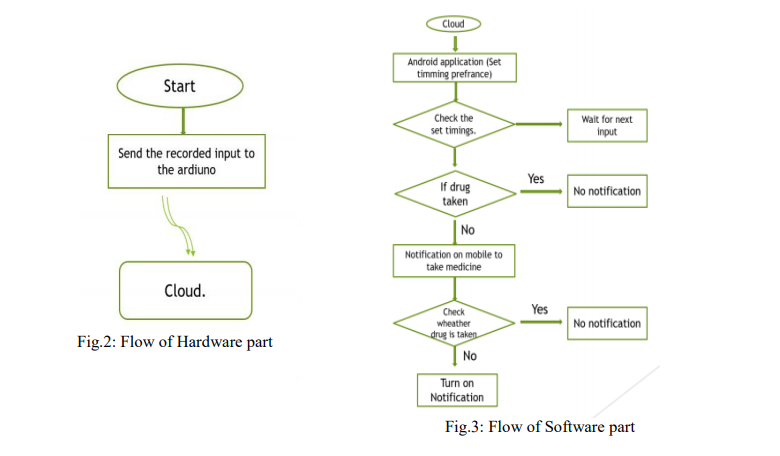 Start
Send the recorded input to
the ardiuno
Cloud.
Fig.2: Flow of Hardware part
Cloud
Android application (Set
timming prefrance)
Check the
set timings.
Wait for next
input
If drug
taken
Yes
No notification
No
Notification on mobile to
take medicine
Check
wheather
drug is taken
Yes
No notification
No
Turn on
Notification
Fig.3: Flow of Software part